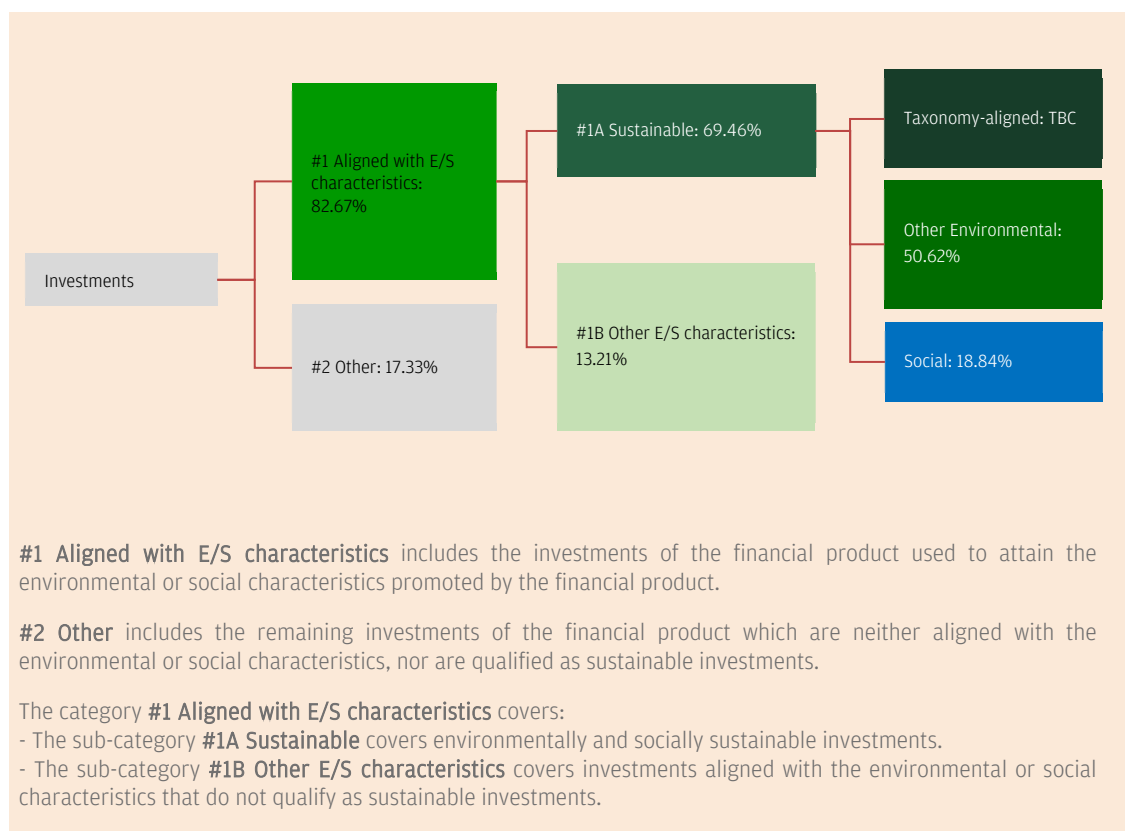 Investments
#1 Aligned with E/S
characteristics:
82.67%
#2 Other: 17.33%
#1A Sustainable: 69.46%
#1B Other E/S characteristics:
13.21%
Taxonomy-aligned: TBC
Other Environmental:
50.62%
Social: 18.84%
#1 Aligned with E/S characteristics includes the investments of the financial product used to attain the
environmental or social characteristics promoted by the financial product.
#2 Other includes the remaining investments of the financial product which are neither aligned with the
environmental or social characteristics, nor are qualified as sustainable investments.
The category #1 Aligned with E/S characteristics covers:
- The sub-category #1A Sustainable covers environmentally and socially sustainable investments.
- The sub-category #1B Other E/S characteristics covers investments aligned with the environmental or social
characteristics that do not qualify as sustainable investments.